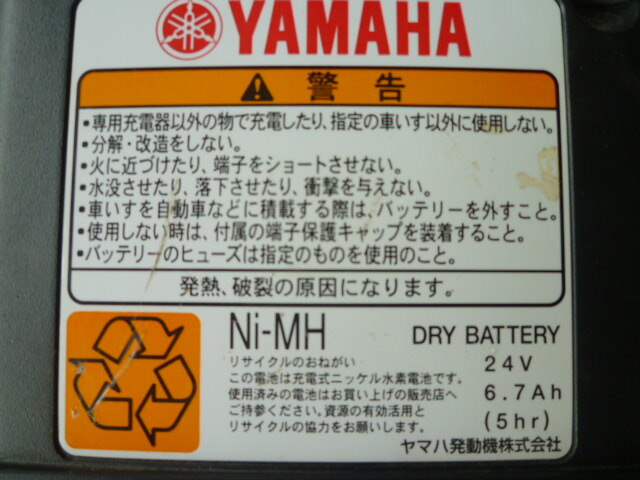 YAMAHA
警告
・専用充電器以外の物で充電したり、指定の車いす以外に使用しない。
・分解・改造をしない。
・火に近づけたり、端子をショートさせない。
・水没させたり、落下させたり、衝撃を与えない。
・車いすを自動車などに積載する際は、バッテリーを外すこと。
・使用しない時は、付属の端子保護キャップを装着すること。
・バッテリーのヒューズは指定のものを使用のこと。
発熱、破裂の原因になります。
Ni-MH
DRY BATTERY
リサイクルのおねがい
この電池は充電式ニッケル水素電池です。
使用済みの電池はお買い上げの販売店へ
ご持参ください。資源の有効活用と
リサイクルの協力をお願いします。
24V
6.7Ah
(5hr)
ヤマハ発動機株式会社